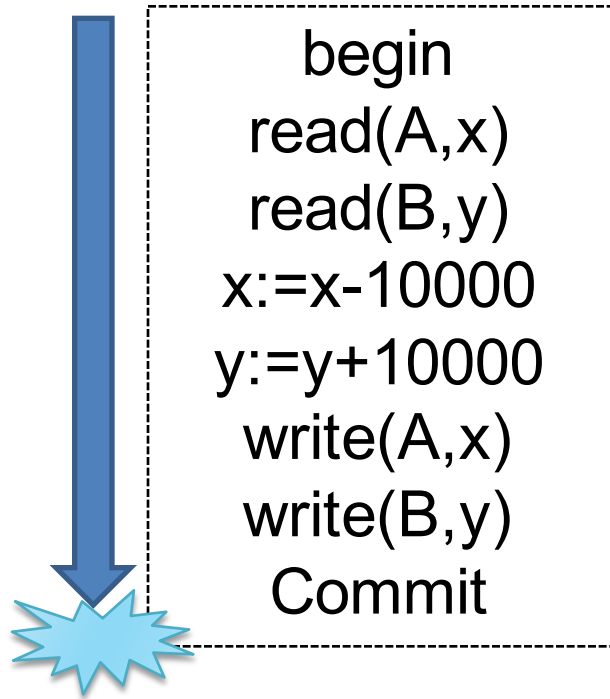 begin
read(A,x)
read(B,y)
x:=x-10000
y:=y+10000
write(A,x)
write(B,y)
Commit